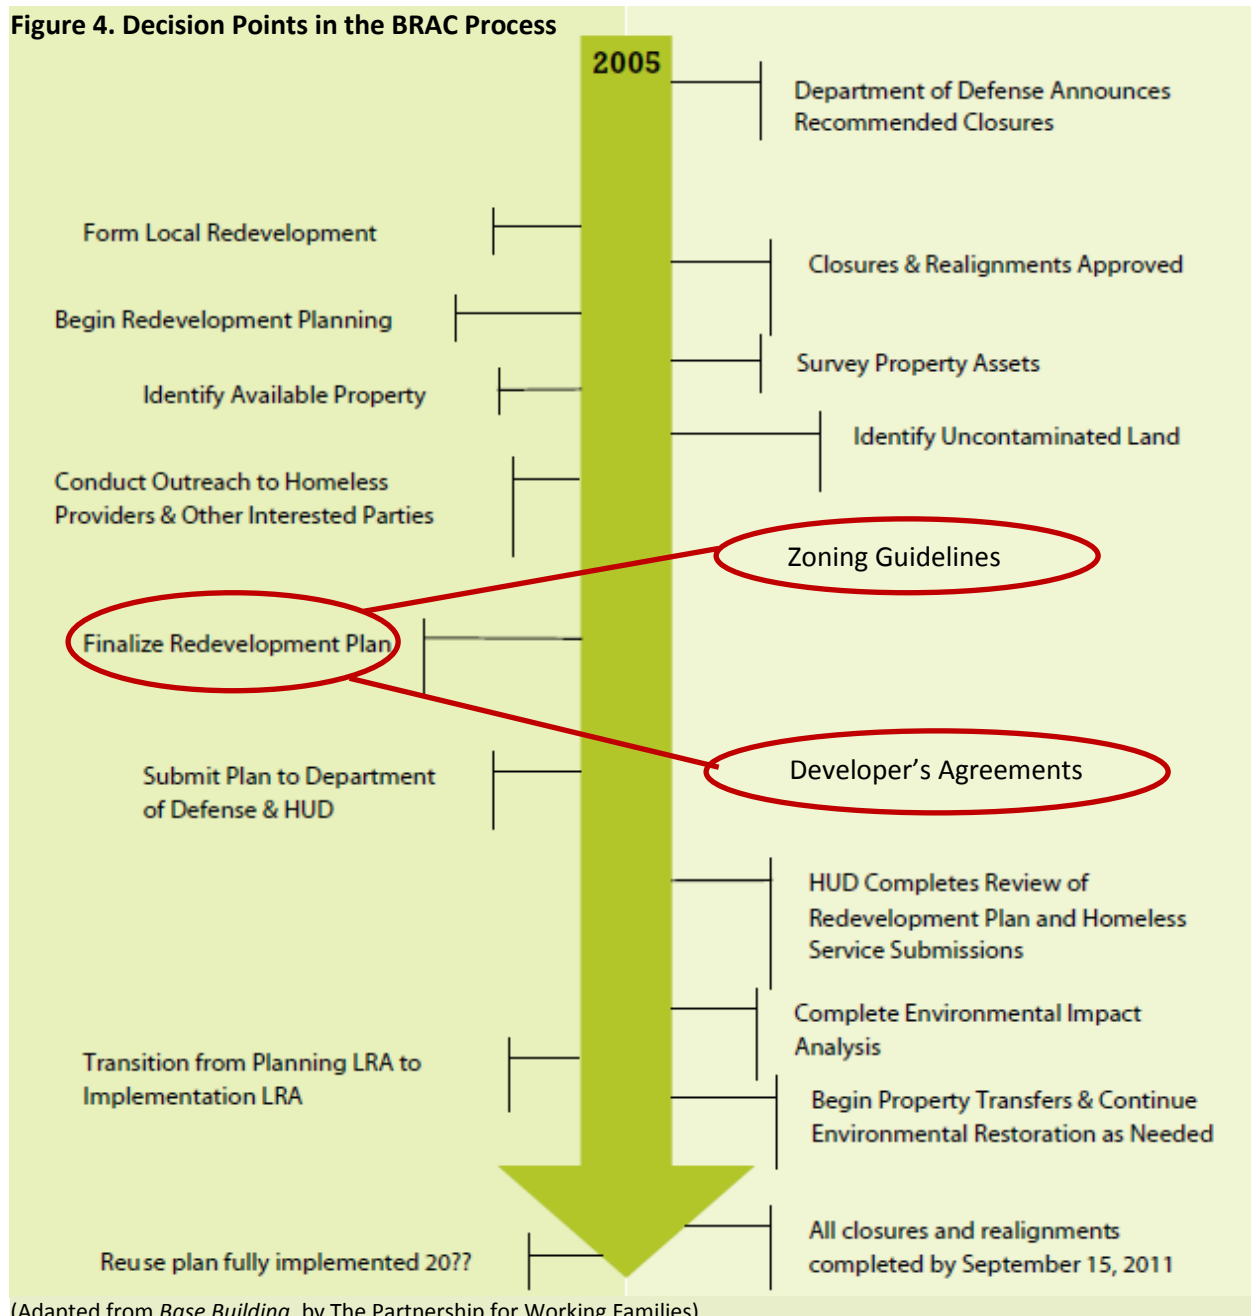 Figure 4. Decision Points in the BRAC Process
2005
Department of Defense Announces
Recommended Closures
Form Local Redevelopment
Closures & Realignments Approved
Begin Redevelopment Planning
Survey Property Assets
Identify Available Property
Identify Uncontaminated Land
Conduct Outreach to Homeless
Providers & Other Interested Parties
Zoning Guidelines
Finalize Redevelopment Plan
Submit Plan to Department
of Defense & HUD
Developer’s Agreements
HUD Completes Review of
Redevelopment Plan and Homeless
Service Submissions
Complete Environmental Impact
Analysis
Transition from Planning LRA to
Implementation LRA
Begin Property Transfers & Continue
Environmental Restoration as Needed
All closures and realignments
completed by September 15, 2011
Reuse plan fully implemented 20??
(Adapted from Base Building, by The Partnership for Working Families)